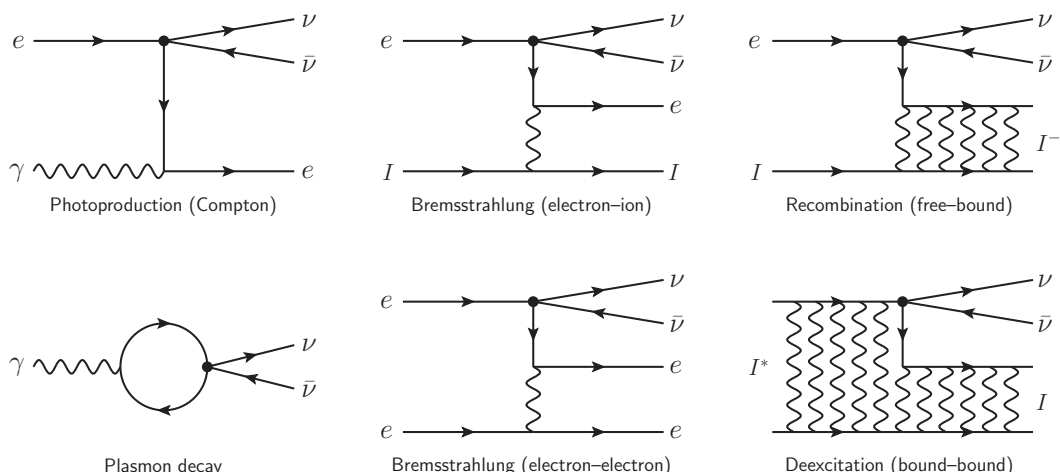 e ν ν̄ γ e
Photoproduction (Compton)
e ν ν̄ e I I
Bremsstrahlung (electron–ion)
e ν ν̄ I I⁻
Recombination (free–bound)
γ ν ν̄
Plasmon decay
e ν ν̄ e e e
Bremsstrahlung (electron–electron)
ν ν̄ I* I
Deexcitation (bound–bound)